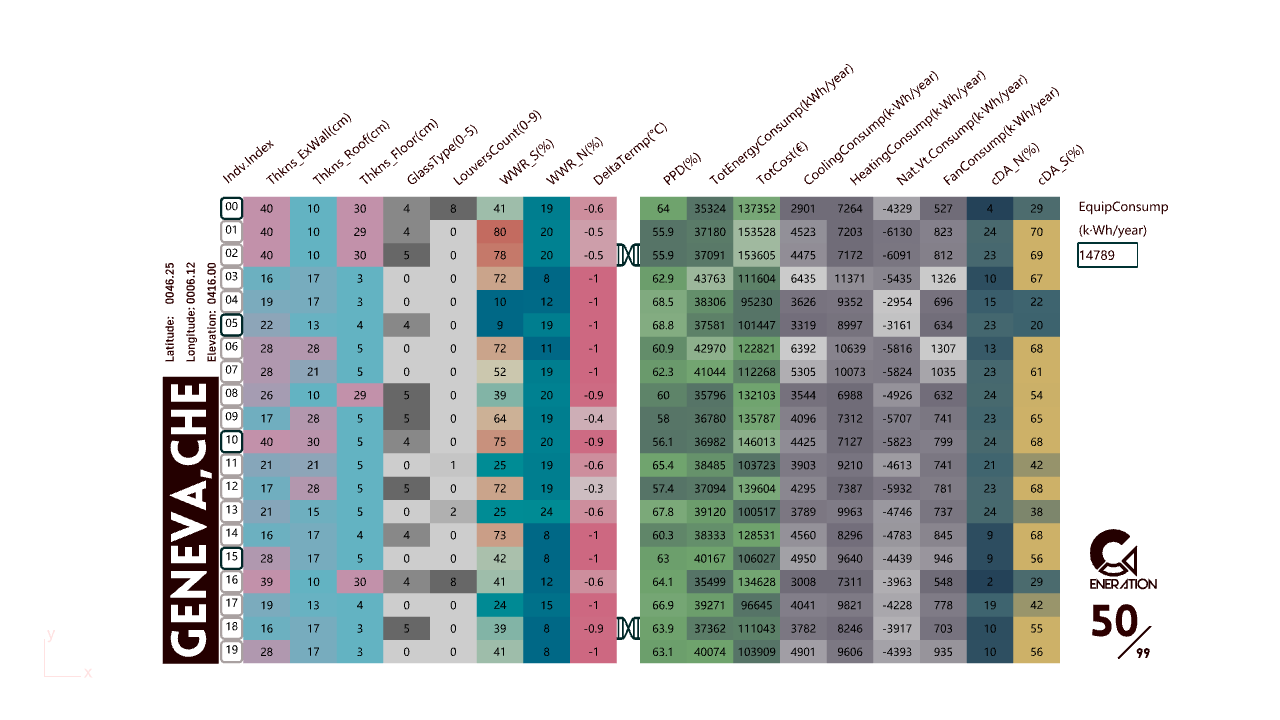 Indv.Index Thkns_ExWall(cm) Thkns_Roof(cm) Thkns_Floor(cm) GlassType(0-5) LouversCount(0-9) WWR_S(%) WWR_N(%) DeltaTermp(°C) PPD(%) TotEnergyConsump(kWh/year) TotCost(€) CoolingConsump(k·Wh/year) HeatingConsump(k·Wh/year) Nat.Vt.Consump(k·Wh/year) FanConsump(k·Wh/year) cDA_N(%) cDA_S(%)
00 40 10 30 4 8 41 19 -0.6 64 35324 137352 2901 7264 -4329 527 4 29
01 40 10 29 4 0 80 20 -0.5 55.9 37180 153528 4523 7203 -6130 823 24 70
02 40 10 30 5 0 78 20 -0.5 55.9 37091 153605 4475 7172 -6091 812 23 69
03 16 17 3 0 0 72 8 -1 62.9 43763 111604 6435 11371 -5435 1326 10 67
04 19 17 3 0 0 10 12 -1 68.5 38306 95230 3626 9352 -2954 696 15 22
05 22 13 4 4 0 9 19 -1 68.8 37581 101447 3319 8997 -3161 634 23 20
06 28 28 5 0 0 72 11 -1 60.9 42970 122821 6392 10639 -5816 1307 13 68
07 28 21 5 0 0 52 19 -1 62.3 41044 112268 5305 10073 -5824 1035 23 61
08 26 10 29 5 0 39 20 -0.9 60 35796 132103 3544 6988 -4926 632 24 54
09 17 28 5 5 0 64 19 -0.4 58 36780 135787 4096 7312 -5707 741 23 65
10 40 30 5 4 0 75 20 -0.9 56.1 36982 146013 4425 7127 -5823 799 24 68
11 21 21 5 0 1 25 19 -0.6 65.4 38485 103723 3903 9210 -4613 741 21 42
12 17 28 5 5 0 72 19 -0.3 57.4 37094 139604 4295 7387 -5932 781 23 68
13 21 15 5 0 2 25 24 -0.6 67.8 39120 100517 3789 9963 -4746 737 24 38
14 16 17 4 4 0 73 8 -1 60.3 38333 128531 4560 8296 -4783 845 9 68
15 28 17 5 0 0 42 8 -1 63 40167 106027 4950 9640 -4439 946 9 56
16 39 10 30 4 8 41 12 -0.6 64.1 35499 134628 3008 7311 -3963 548 2 29
17 19 13 4 0 0 24 15 -1 66.9 39271 96645 4041 9821 -4228 778 19 42
18 16 17 3 5 0 39 8 -0.9 63.9 37362 111043 3782 8246 -3917 703 10 55
19 28 17 3 0 0 41 8 -1 63.1 40074 103909 4901 9606 -4393 935 10 56
Latitude: 0046.25
Longitude: 0006.12
Elevation: 0416.00
GENEVA,CHE
EquipConsump
(k·Wh/year)
14789
ENERATION
50/99
y
x